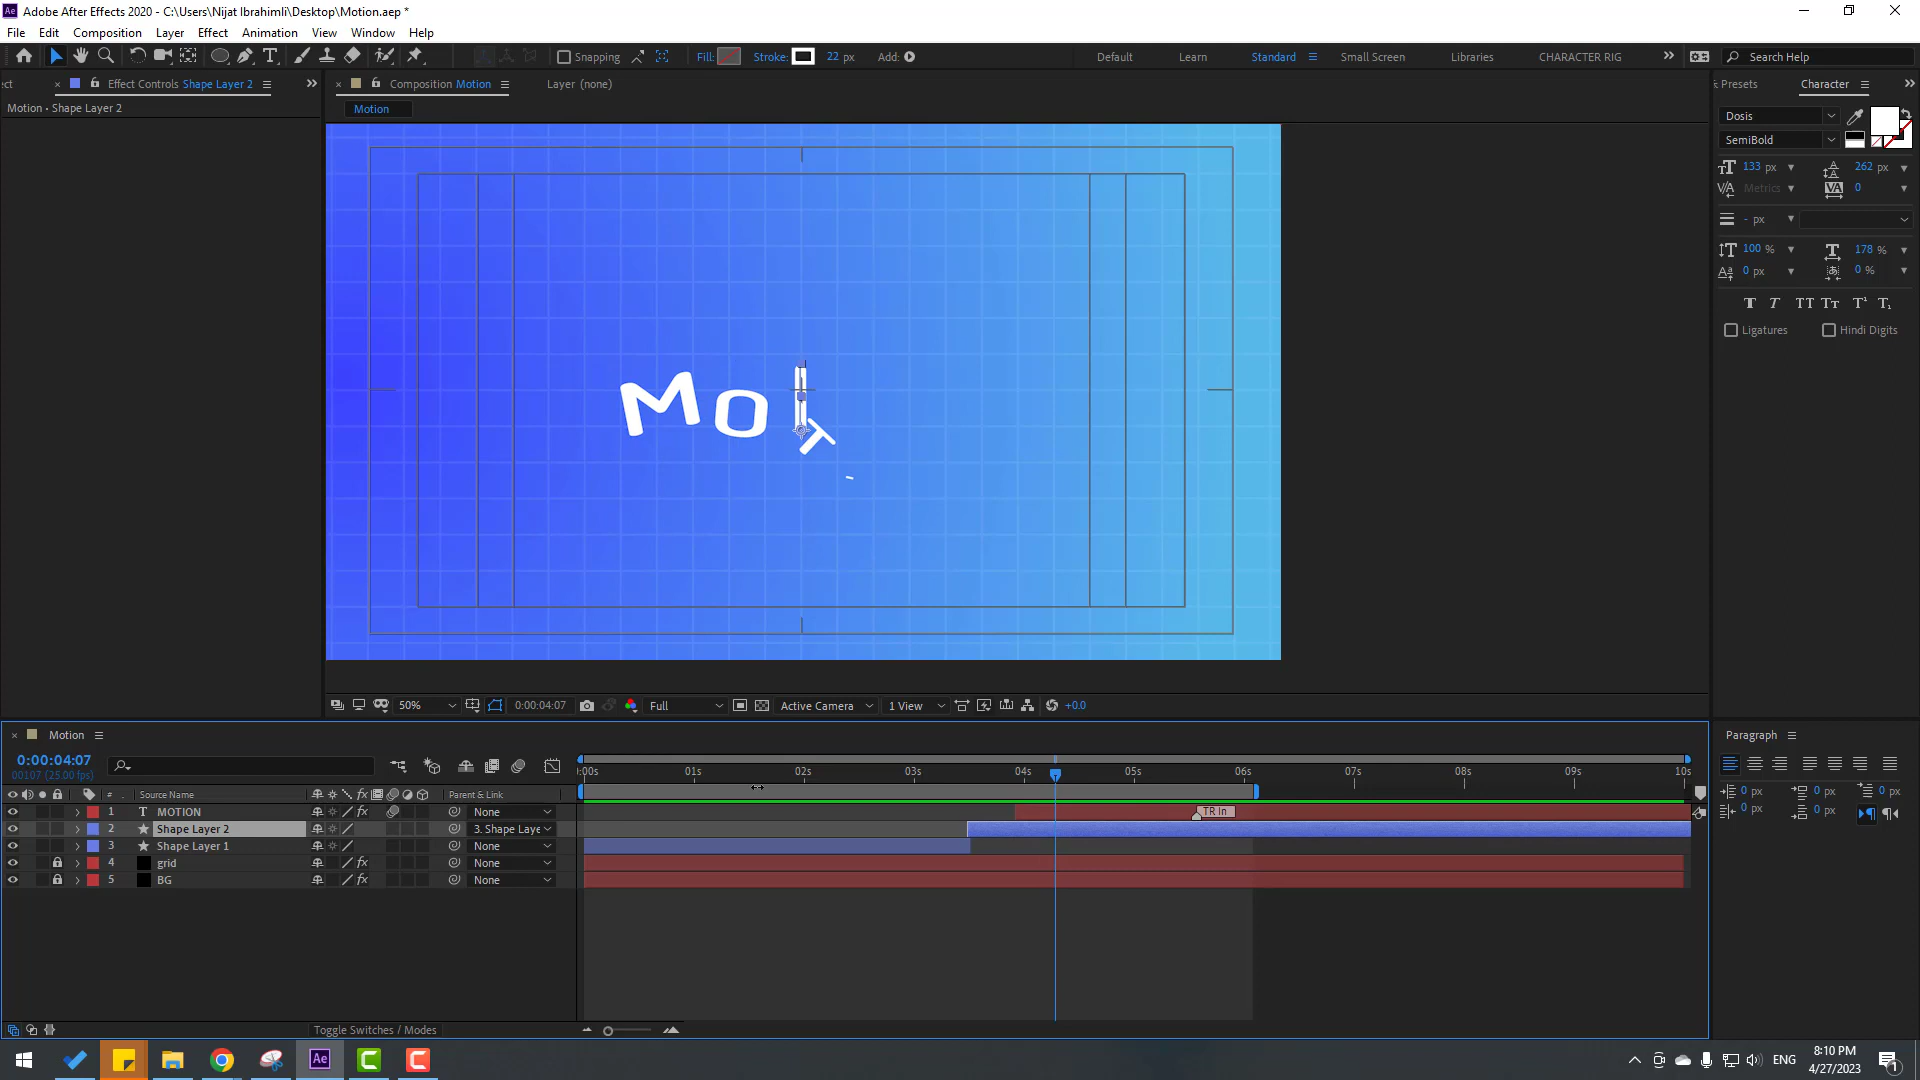 Adobe After Effects 2020 - C:\Users\Nijat Ibrahimli\Desktop\Motion.aep *
File Edit Composition Layer Effect Animation View Window Help
Snapping Fill: Stroke: 22 px Add: Default Learn Standard Small Screen Libraries CHARACTER RIG Search Help
ct Effect Controls Shape Layer 2
Composition Motion Layer (none)
Presets Character
Motion • Shape Layer 2
Motion
Dosis
SemiBold
133 px 262 px
Metrics 0
- px
100 % 178 %
0 px 0 %
Ligatures Hindi Digits
MoIT
50% 0:00:04:07 Full Active Camera 1 View +0.0
Motion
Paragraph
0:00:04:07
00107 (25.00 fps)
:00s 01s 02s 03s 04s 05s 06s 07s 08s 09s 10s
# Source Name Parent & Link
1 T MOTION None TR In
2 Shape Layer 2 3. Shape Laye
3 Shape Layer 1 None
4 grid None
5 BG None
0 px 0 px 0 px
0 px 0 px
Toggle Switches / Modes
Ae ENG 8:10 PM
4/27/2023
1